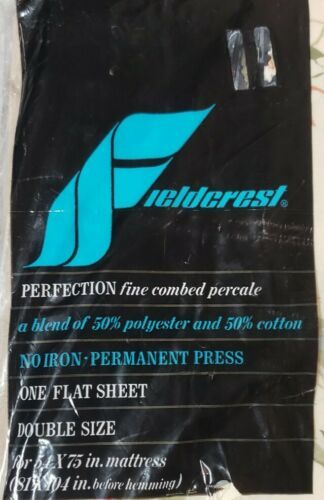 Fieldcrest®
PERFECTION fine combed percale
a blend of 50% polyester and 50% cotton
NO IRON · PERMANENT PRESS
ONE FLAT SHEET
DOUBLE SIZE
for 54 X 75 in. mattress
(81 X 104 in. before hemming)